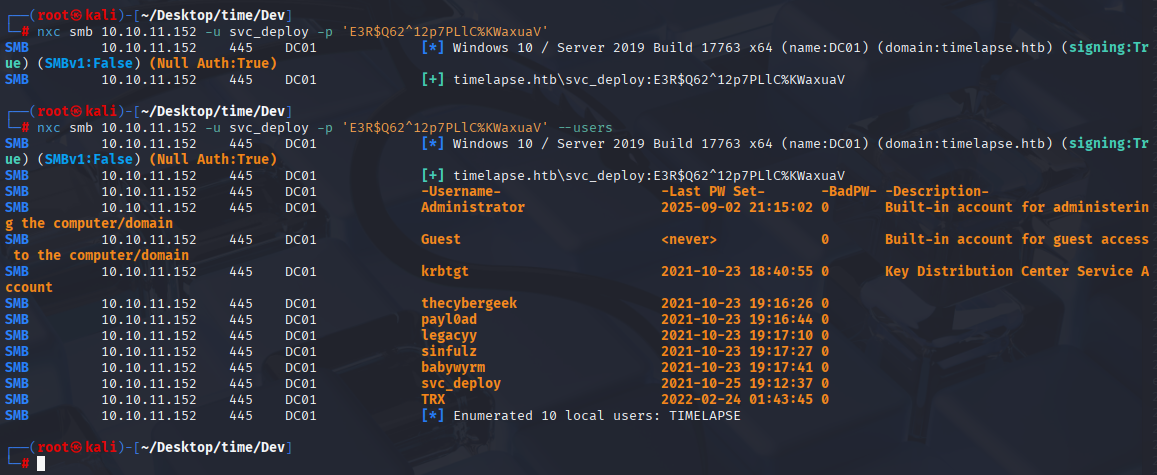 ┌──(root㉿kali)-[~/Desktop/time/Dev]
└─# nxc smb 10.10.11.152 -u svc_deploy -p 'E3R$Q62^12p7PLlC%KWaxuaV'
SMB         10.10.11.152    445    DC01             [*] Windows 10 / Server 2019 Build 17763 x64 (name:DC01) (domain:timelapse.htb) (signing:Tr
ue) (SMBv1:False) (Null Auth:True)
SMB         10.10.11.152    445    DC01             [+] timelapse.htb\svc_deploy:E3R$Q62^12p7PLlC%KWaxuaV

┌──(root㉿kali)-[~/Desktop/time/Dev]
└─# nxc smb 10.10.11.152 -u svc_deploy -p 'E3R$Q62^12p7PLlC%KWaxuaV' --users
SMB         10.10.11.152    445    DC01             [*] Windows 10 / Server 2019 Build 17763 x64 (name:DC01) (domain:timelapse.htb) (signing:Tr
ue) (SMBv1:False) (Null Auth:True)
SMB         10.10.11.152    445    DC01             [+] timelapse.htb\svc_deploy:E3R$Q62^12p7PLlC%KWaxuaV
SMB         10.10.11.152    445    DC01             -Username-                    -Last PW Set-       -BadPW- -Description-
SMB         10.10.11.152    445    DC01             Administrator                 2025-09-02 21:15:02 0       Built-in account for administerin
g the computer/domain
SMB         10.10.11.152    445    DC01             Guest                         <never>             0       Built-in account for guest access
 to the computer/domain
SMB         10.10.11.152    445    DC01             krbtgt                        2021-10-23 18:40:55 0       Key Distribution Center Service A
ccount
SMB         10.10.11.152    445    DC01             thecybergeek                  2021-10-23 19:16:26 0
SMB         10.10.11.152    445    DC01             payl0ad                       2021-10-23 19:16:44 0
SMB         10.10.11.152    445    DC01             legacyy                       2021-10-23 19:17:10 0
SMB         10.10.11.152    445    DC01             sinfulz                       2021-10-23 19:17:27 0
SMB         10.10.11.152    445    DC01             babywyrm                      2021-10-23 19:17:41 0
SMB         10.10.11.152    445    DC01             svc_deploy                    2021-10-25 19:12:37 0
SMB         10.10.11.152    445    DC01             TRX                           2022-02-24 01:43:45 0
SMB         10.10.11.152    445    DC01             [*] Enumerated 10 local users: TIMELAPSE

┌──(root㉿kali)-[~/Desktop/time/Dev]
└─#